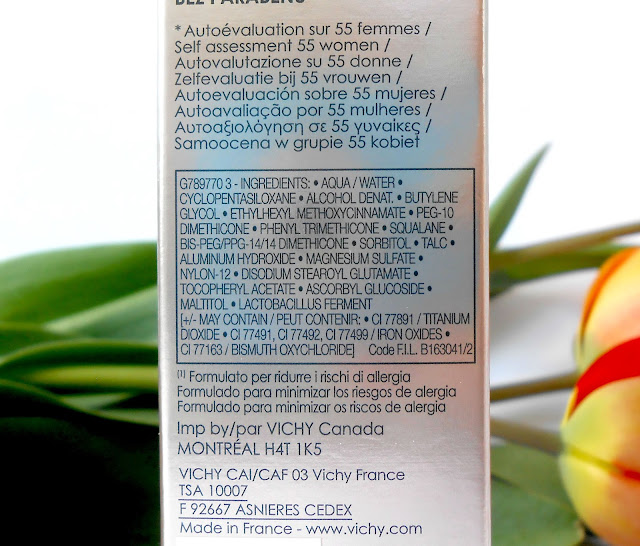 BEZ PARABENÓ
* Autoévaluation sur 55 femmes /
Self assessment 55 women /
Autovalutazione su 55 donne /
Zelfevaluatie bij 55 vrouwen /
Autoevaluación sobre 55 mujeres /
Autoavaliação por 55 mulheres /
Αυτοαξιολόγηση σε 55 γυναίκες /
Samoocena w grupie 55 kobiet
G789770 3 - INGREDIENTS: • AQUA / WATER •
CYCLOPENTASILOXANE • ALCOHOL DENAT. • BUTYLENE
GLYCOL • ETHYLHEXYL METHOXYCINNAMATE • PEG-10
DIMETHICONE • PHENYL TRIMETHICONE • SQUALANE •
BIS-PEG/PPG-14/14 DIMETHICONE • SORBITOL • TALC •
ALUMINUM HYDROXIDE • MAGNESIUM SULFATE •
NYLON-12 • DISODIUM STEAROYL GLUTAMATE •
TOCOPHERYL ACETATE • ASCORBYL GLUCOSIDE •
MALTITOL • LACTOBACILLUS FERMENT
[+/- MAY CONTAIN / PEUT CONTENIR: • CI 77891 / TITANIUM
DIOXIDE • CI 77491, CI 77492, CI 77499 / IRON OXIDES •
CI 77163 / BISMUTH OXYCHLORIDE] Code F.I.L. B163041/2
(1) Formulato per ridurre i rischi di allergia
Formulado para minimizar los riesgos de alergia
Formulado para minimizar os riscos de alergia
Imp by/par VICHY Canada
MONTRÉAL H4T 1K5
VICHY CAI/CAF 03 Vichy France
TSA 10007
F 92667 ASNIERES CEDEX
Made in France - www.vichy.com